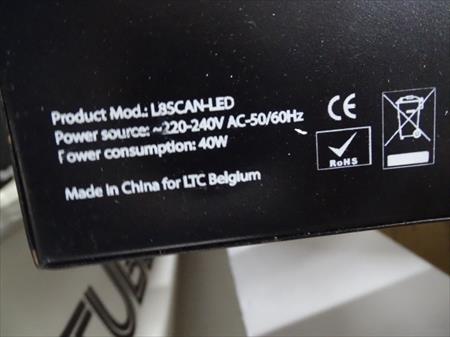 Product Mod.: L8SCAN-LED
Power source: ~220-240V AC-50/60Hz
Power consumption: 40W
Made in China for LTC Belgium
CE
RoHS